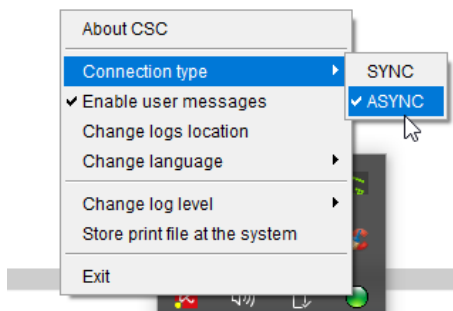 About CSC
Connection type
SYNC
Enable user messages
ASYNC
Change logs location
Change language
Change log level
Store print file at the system
Exit